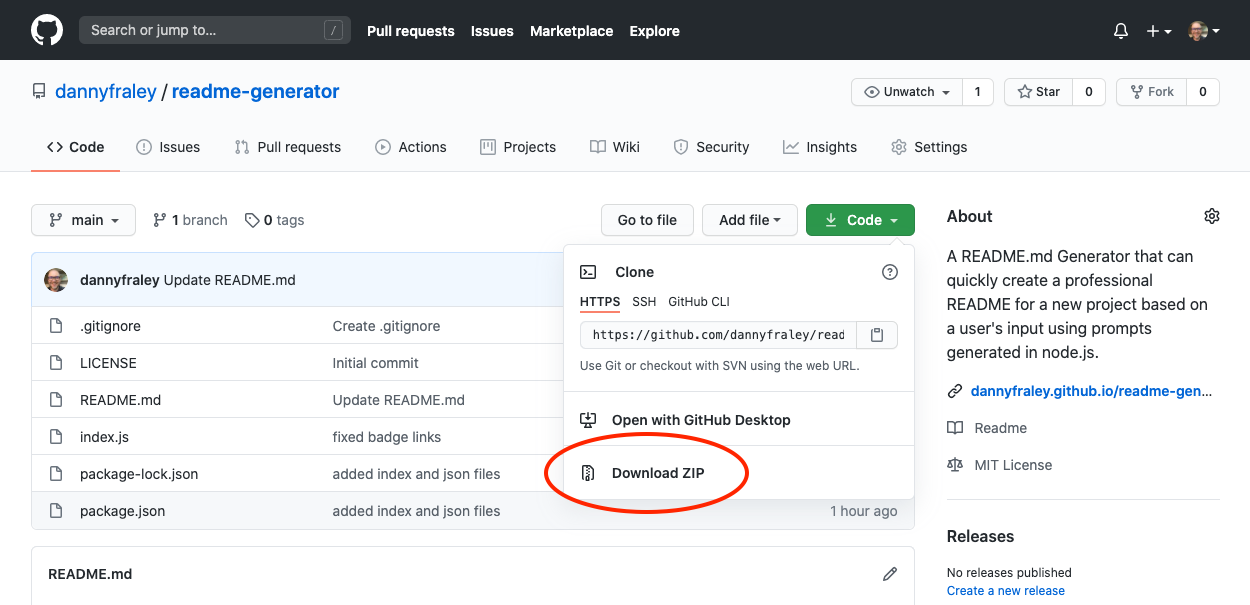 Search or jump to… /
Pull requests Issues Marketplace Explore
dannyfraley / readme-generator
Unwatch 1 Star 0 Fork 0
Code Issues Pull requests Actions Projects Wiki Security Insights Settings
main 1 branch 0 tags Go to file Add file Code
dannyfraley Update README.md
.gitignore Create .gitignore
LICENSE Initial commit
README.md Update README.md
index.js fixed badge links
package-lock.json added index and json files
package.json added index and json files 1 hour ago
Clone
HTTPS SSH GitHub CLI
https://github.com/dannyfraley/read
Use Git or checkout with SVN using the web URL.
Open with GitHub Desktop
Download ZIP
README.md
About
A README.md Generator that can
quickly create a professional
README for a new project based on
a user's input using prompts
generated in node.js.
dannyfraley.github.io/readme-gen...
Readme
MIT License
Releases
No releases published
Create a new release